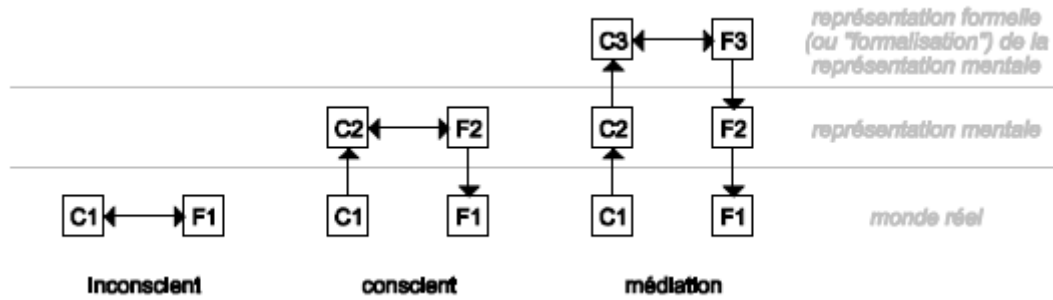 C3 F3 représentation formelle
(ou "formalisation") de la
représentation mentale
C2 F2 C2 F2 représentation mentale
C1 F1 C1 F1 C1 F1 monde réel
Inconscient conscient médiation